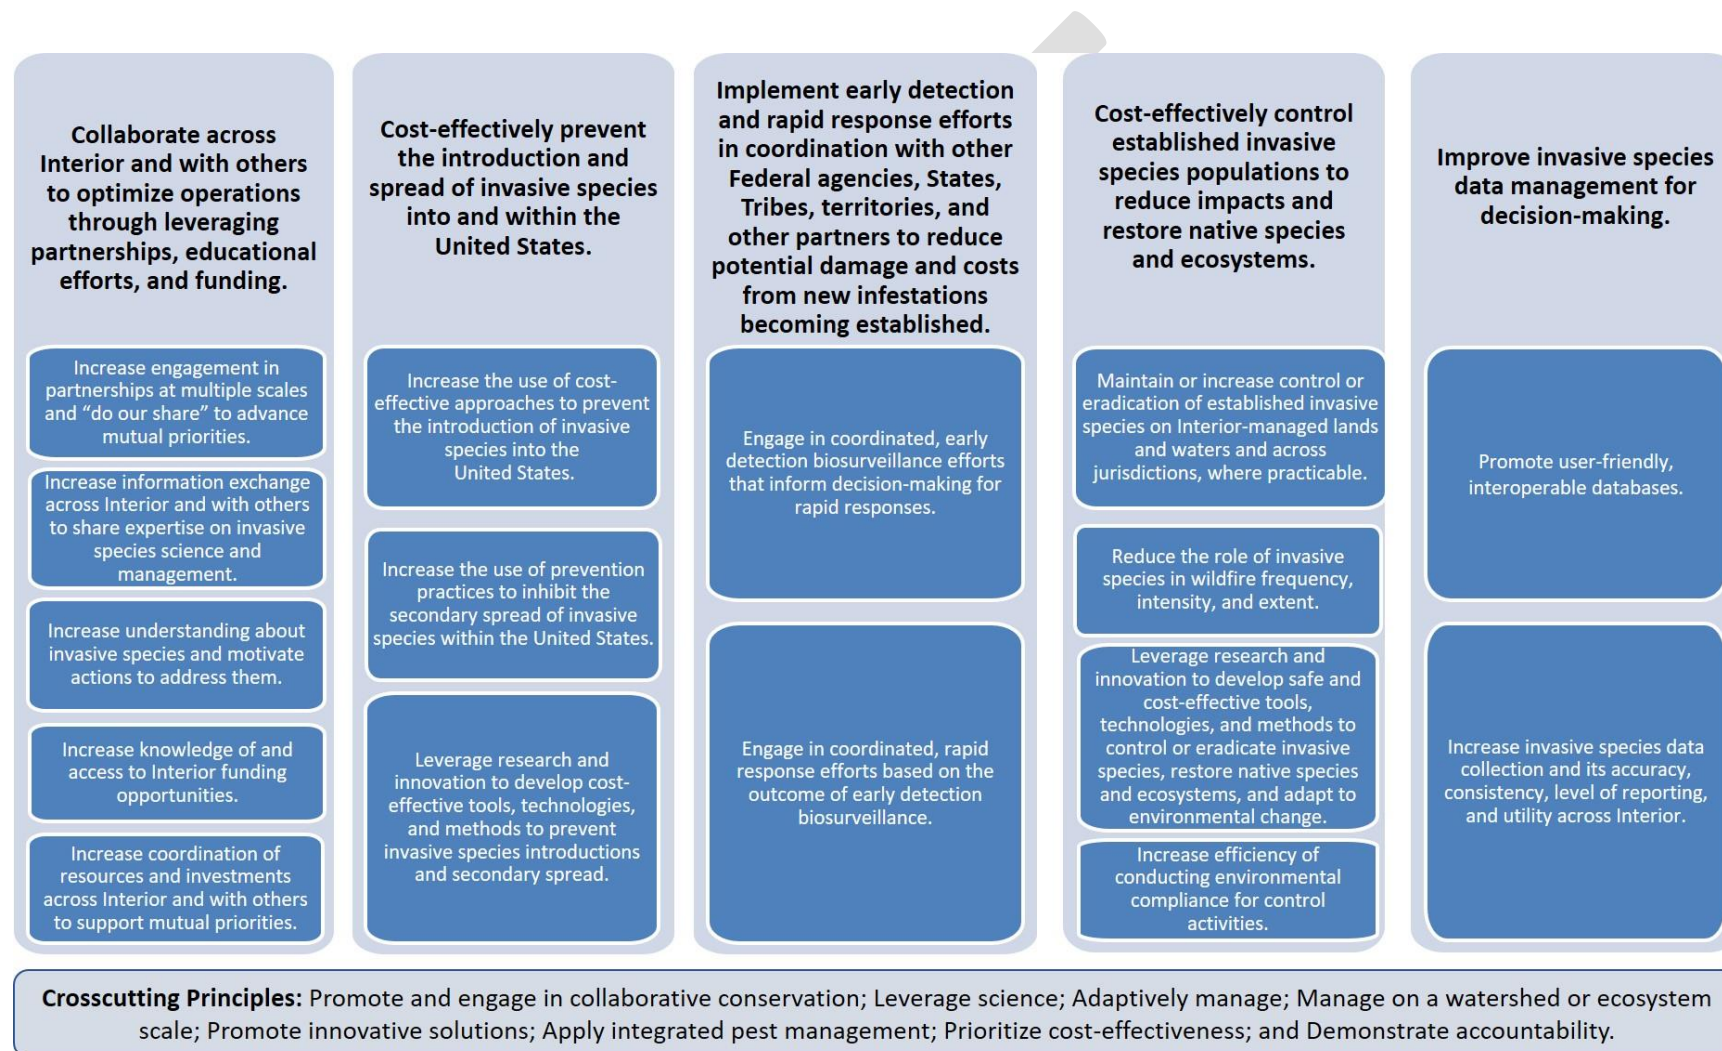 Collaborate across
Interior and with others
to optimize operations
through leveraging
partnerships, educational
efforts, and funding.
Increase engagement in
partnerships at multiple scales
and “do our share” to advance
mutual priorities.
Increase information exchange
across Interior and with others
to share expertise on invasive
species science and
management.
Increase understanding about
invasive species and motivate
actions to address them.
Increase knowledge of and
access to Interior funding
opportunities.
Increase coordination of
resources and investments
across Interior and with others
to support mutual priorities.
Cost-effectively prevent
the introduction and
spread of invasive species
into and within the
United States.
Increase the use of cost-
effective approaches to prevent
the introduction of invasive
species into the
United States.
Increase the use of prevention
practices to inhibit the
secondary spread of invasive
species within the United States.
Leverage research and
innovation to develop cost-
effective tools, technologies,
and methods to prevent
invasive species introductions
and secondary spread.
Implement early detection
and rapid response efforts
in coordination with other
Federal agencies, States,
Tribes, territories, and
other partners to reduce
potential damage and costs
from new infestations
becoming established.
Engage in coordinated, early
detection biosurveillance efforts
that inform decision-making for
rapid responses.
Engage in coordinated, rapid
response efforts based on the
outcome of early detection
biosurveillance.
Cost-effectively control
established invasive
species populations to
reduce impacts and
restore native species
and ecosystems.
Maintain or increase control or
eradication of established invasive
species on Interior-managed lands
and waters and across
jurisdictions, where practicable.
Reduce the role of invasive
species in wildfire frequency,
intensity, and extent.
Leverage research and
innovation to develop safe and
cost-effective tools,
technologies, and methods to
control or eradicate invasive
species, restore native species
and ecosystems, and adapt to
environmental change.
Increase efficiency of
conducting environmental
compliance for control
activities.
Improve invasive species
data management for
decision-making.
Promote user-friendly,
interoperable databases.
Increase invasive species data
collection and its accuracy,
consistency, level of reporting,
and utility across Interior.
Crosscutting Principles: Promote and engage in collaborative conservation; Leverage science; Adaptively manage; Manage on a watershed or ecosystem
scale; Promote innovative solutions; Apply integrated pest management; Prioritize cost-effectiveness; and Demonstrate accountability.